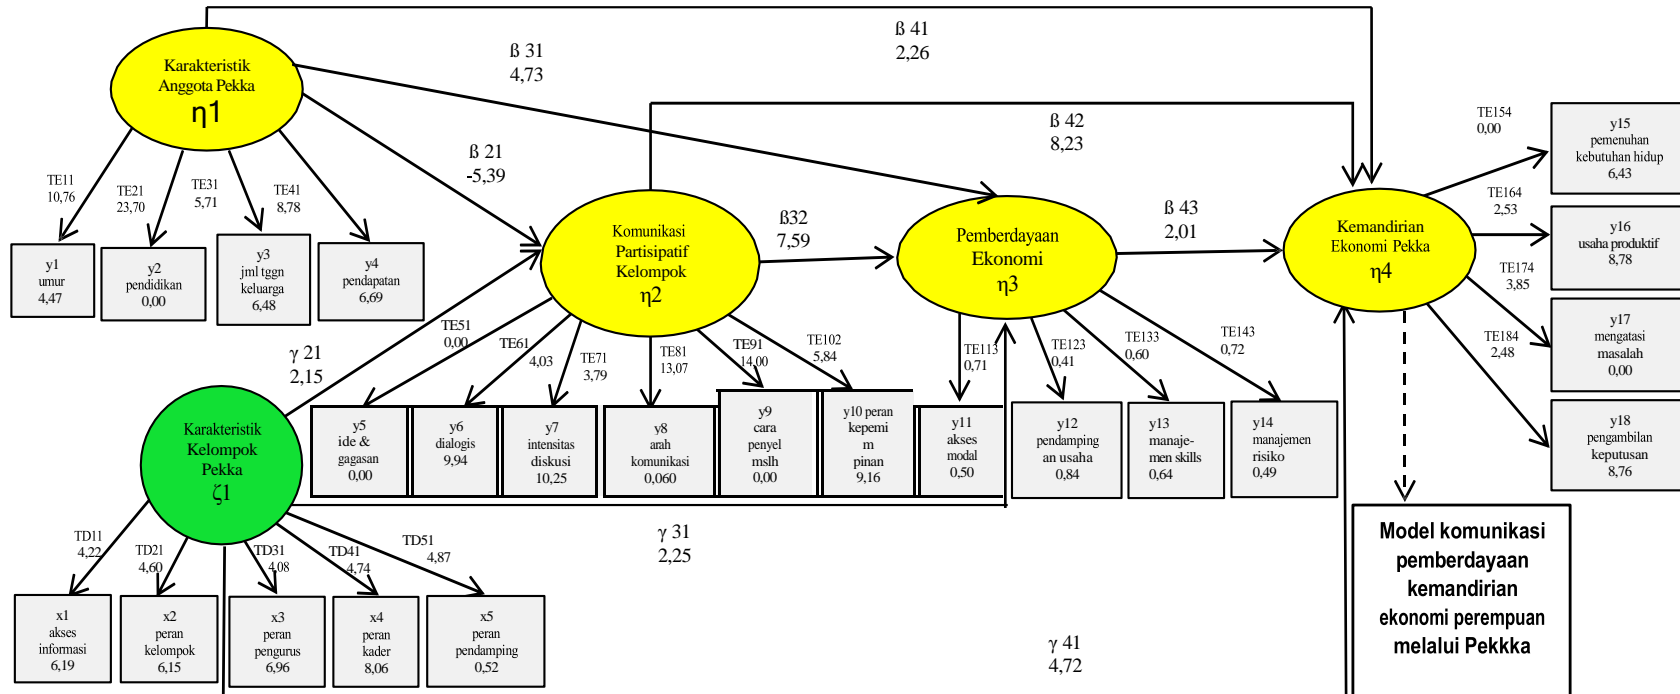 ß 41
2,26
ß 31
4,73
Karakteristik
Anggota Pekka
η1
ß 42
8,23
ß 21
-5,39
TE11
10,76
TE21
23,70
TE31
5,71
TE41
8,78
y1
umur
4,47
y2
pendidikan
0,00
y3
jml tggn
keluarga
6,48
y4
pendapatan
6,69
Komunikasi
Partisipatif
Kelompok
η2
ß32
7,59
Pemberdayaan
Ekonomi
η3
ß 43
2,01
Kemandirian
Ekonomi Pekka
η4
TE154
0,00
TE164
2,53
TE174
3,85
TE184
2,48
y15
pemenuhan
kebutuhan hidup
6,43
y16
usaha produktif
8,78
y17
mengatasi
masalah
0,00
y18
pengambilan
keputusan
8,76
γ 21
2,15
TE51
0,00
TE61
4,03
TE71
3,79
TE81
13,07
TE91
14,00
TE102
5,84
TE113
0,71
TE123
0,41
TE133
0,60
TE143
0,72
y5
ide &
gagasan
0,00
y6
dialogis
9,94
y7
intensitas
diskusi
10,25
y8
arah
komunikasi
0,060
y9
cara
penyel
mslh
0,00
y10 peran
kepemi
m
pinan
9,16
y11
akses
modal
0,50
y12
pendamping
an usaha
0,84
y13
manaje-
men skills
0,64
y14
manajemen
risiko
0,49
Karakteristik
Kelompok
Pekka
ζ1
γ 31
2,25
TD11
4,22
TD21
4,60
TD31
4,08
TD41
4,74
TD51
4,87
x1
akses
informasi
6,19
x2
peran
kelompok
6,15
x3
peran
pengurus
6,96
x4
peran
kader
8,06
x5
peran
pendamping
0,52
γ 41
4,72
Model komunikasi
pemberdayaan
kemandirian
ekonomi perempuan
melalui Pekkka